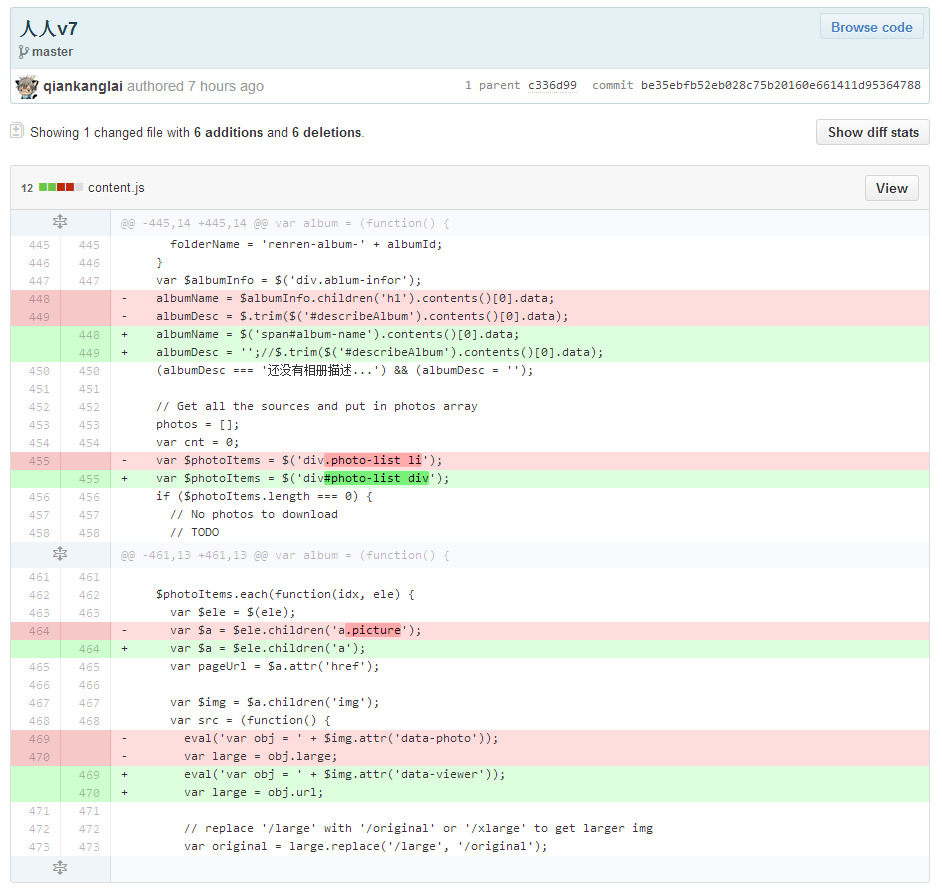 人人v7
Browse code
master
qiankanglai authored 7 hours ago
1 parent c336d99 commit be35ebfb52eb028c75b20160e661411d95364788
Showing 1 changed file with 6 additions and 6 deletions.
Show diff stats
12 content.js
View
@@ -445,14 +445,14 @@ var album = (function() {
445 445 folderName = 'renren-album-' + albumId;
446 446 }
447 447 var $albumInfo = $('div.ablum-infor');
448 - albumName = $albumInfo.children('h1').contents()[0].data;
449 - albumDesc = $.trim($('#describeAlbum').contents()[0].data);
448 + albumName = $('span#album-name').contents()[0].data;
449 + albumDesc = '';//$.trim($('#describeAlbum').contents()[0].data);
450 450 (albumDesc === '还没有相册描述...') && (albumDesc = '');
451 451
452 452 // Get all the sources and put in photos array
453 453 photos = [];
454 454 var cnt = 0;
455 - var $photoItems = $('div.photo-list li');
455 + var $photoItems = $('div#photo-list div');
456 456 if ($photoItems.length === 0) {
457 457 // No photos to download
458 458 // TODO
@@ -461,13 +461,13 @@ var album = (function() {
461 461
462 462 $photoItems.each(function(idx, ele) {
463 463 var $ele = $(ele);
464 - var $a = $ele.children('a.picture');
464 + var $a = $ele.children('a');
465 465 var pageUrl = $a.attr('href');
466 466
467 467 var $img = $a.children('img');
468 468 var src = (function() {
469 - eval('var obj = ' + $img.attr('data-photo'));
470 - var large = obj.large;
469 + eval('var obj = ' + $img.attr('data-viewer'));
470 + var large = obj.url;
471 471
472 472 // replace '/large' with '/original' or '/xlarge' to get larger img
473 473 var original = large.replace('/large', '/original');